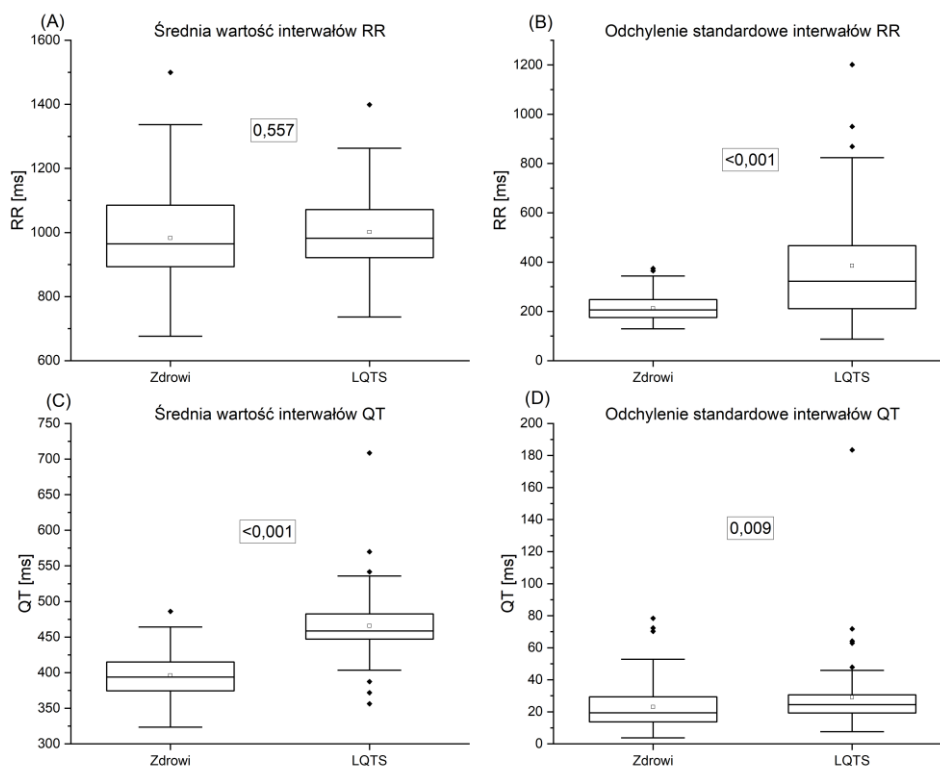 (A)
Średnia wartość interwałów RR
1600
1400
1200
1000
800
600
RR [ms]
0,557
Zdrowi
LQTS
(B)
Odchylenie standardowe interwałów RR
1200
1000
800
600
400
200
0
RR [ms]
<0,001
Zdrowi
LQTS
(C)
Średnia wartość interwałów QT
750
700
650
600
550
500
450
400
350
300
QT [ms]
<0,001
Zdrowi
LQTS
(D)
Odchylenie standardowe interwałów QT
200
180
160
140
120
100
80
60
40
20
0
QT [ms]
0,009
Zdrowi
LQTS